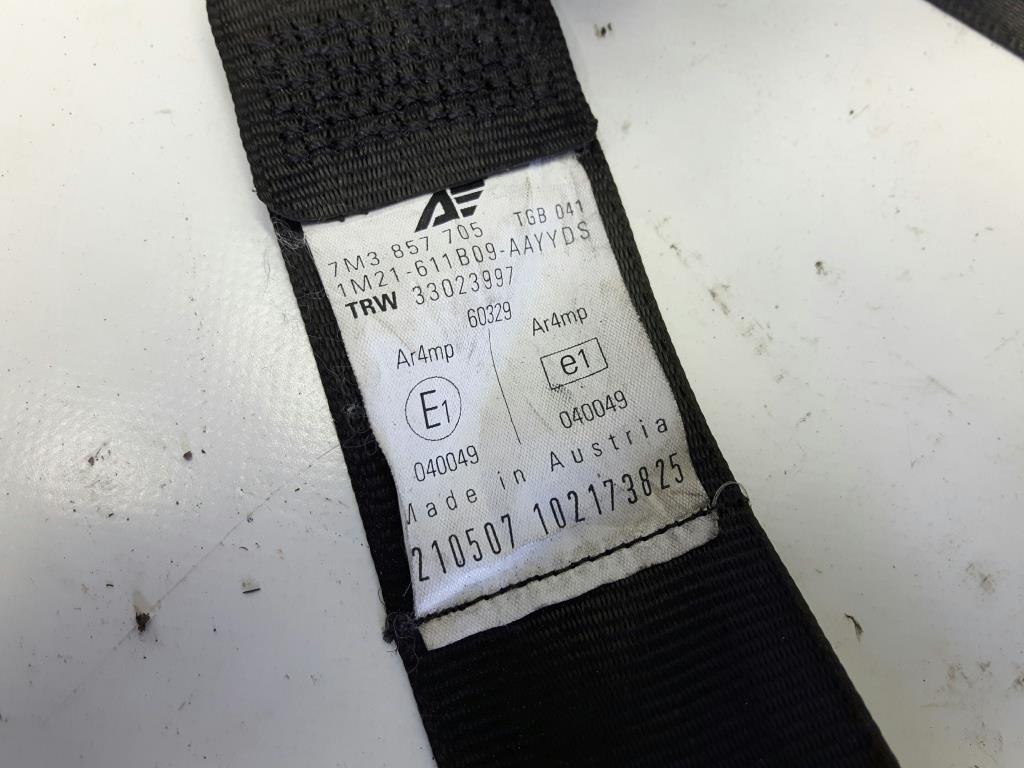 AF
7M3 857 705 TGB 041
1M21-611B09-AAYYDS
TRW 33023997
60329
Ar4mp Ar4mp
E1 e1
040049 040049
Made in Austria
210507 102173825